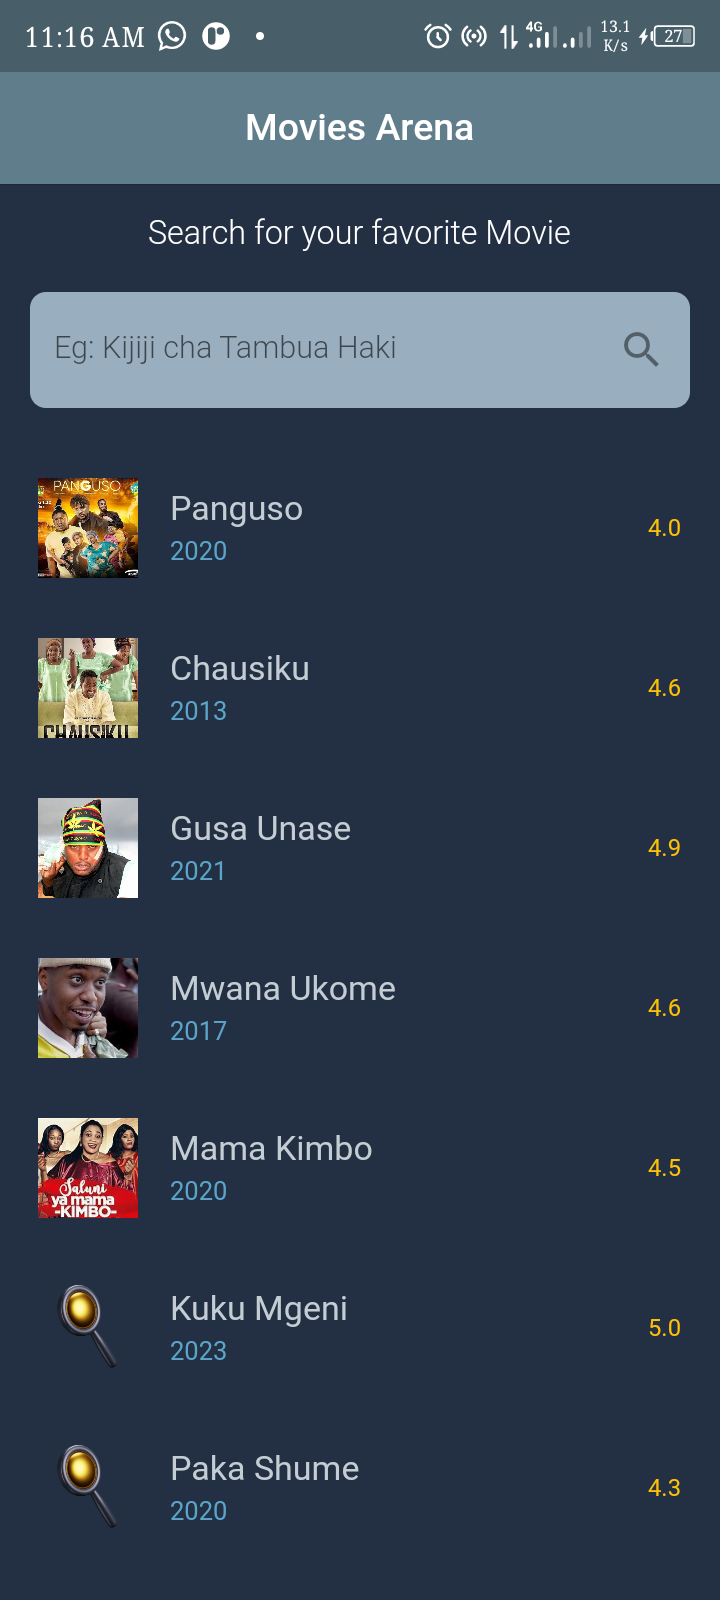 11:16 AM
4G
13.1
K/s
27
Movies Arena
Search for your favorite Movie
Eg: Kijiji cha Tambua Haki
PANGUSO
Panguso
2020
4.0
CHAUSIKU
Chausiku
2013
4.6
Gusa Unase
2021
4.9
Mwana Ukome
2017
4.6
Saluni
ya mama
-KIMBO-
Mama Kimbo
2020
4.5
Kuku Mgeni
2023
5.0
Paka Shume
2020
4.3